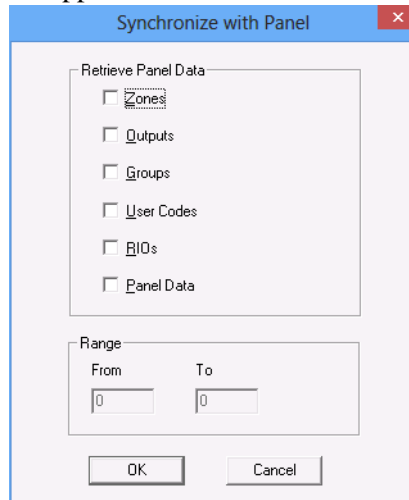 Synchronize with Panel
Retrieve Panel Data
Zones
Outputs
Groups
User Codes
RIOs
Panel Data
Range
From To
0 0
OK Cancel